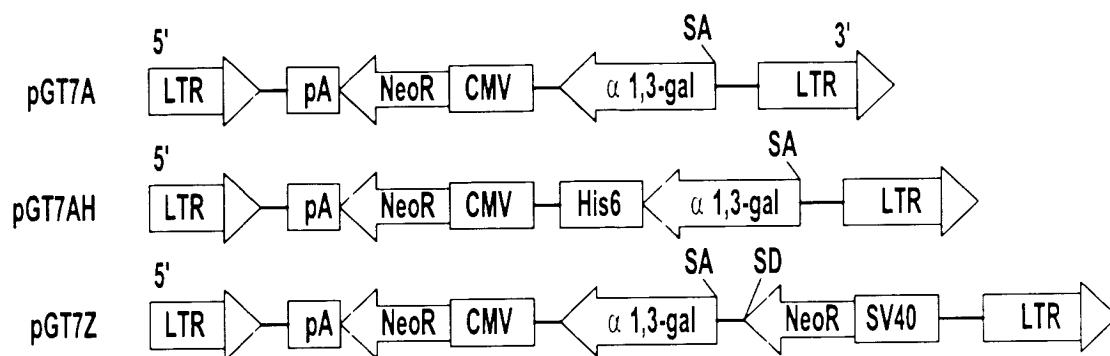 5' SA 3'
pGT7A LTR pA NeoR CMV α 1,3-gal LTR
5' SA
pGT7AH LTR pA NeoR CMV His6 α 1,3-gal LTR
5' SA SD
pGT7Z LTR pA NeoR CMV α 1,3-gal NeoR SV40 LTR